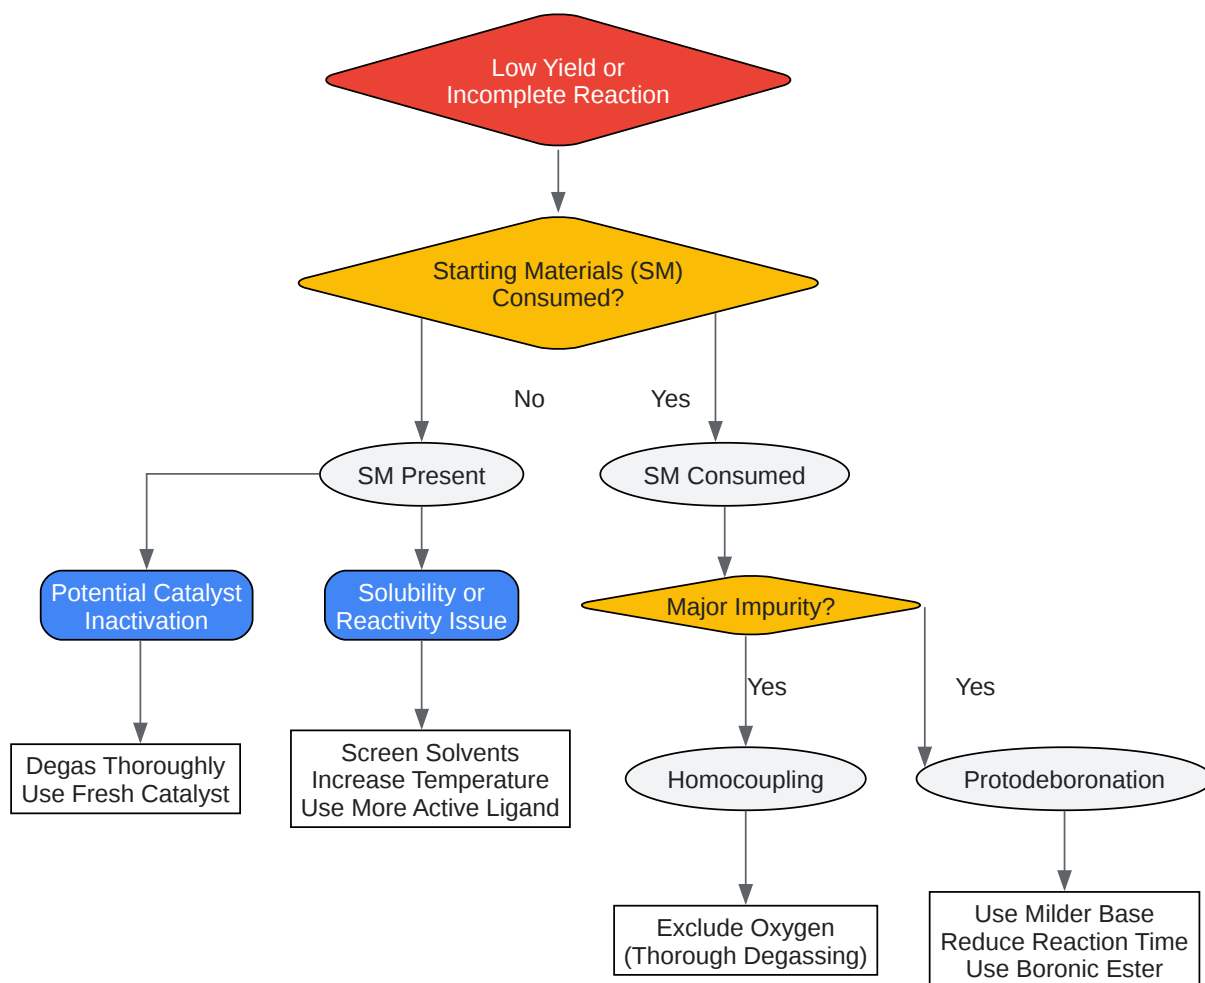 Low Yield or
Incomplete Reaction
Starting Materials (SM)
Consumed?
No
Yes
SM Present
SM Consumed
Potential Catalyst
Inactivation
Solubility or
Reactivity Issue
Major Impurity?
Yes
Yes
Degas Thoroughly
Use Fresh Catalyst
Screen Solvents
Increase Temperature
Use More Active Ligand
Homocoupling
Protodeboronation
Exclude Oxygen
(Thorough Degassing)
Use Milder Base
Reduce Reaction Time
Use Boronic Ester